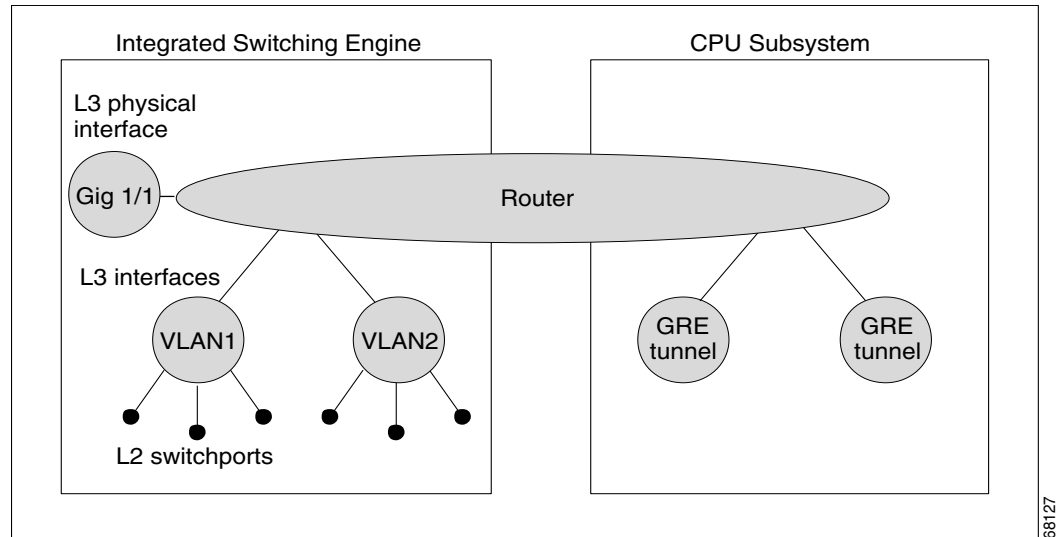 Integrated Switching Engine
CPU Subsystem
L3 physical
interface
Gig 1/1
Router
L3 interfaces
VLAN1
VLAN2
GRE
tunnel
GRE
tunnel
L2 switchports
68127